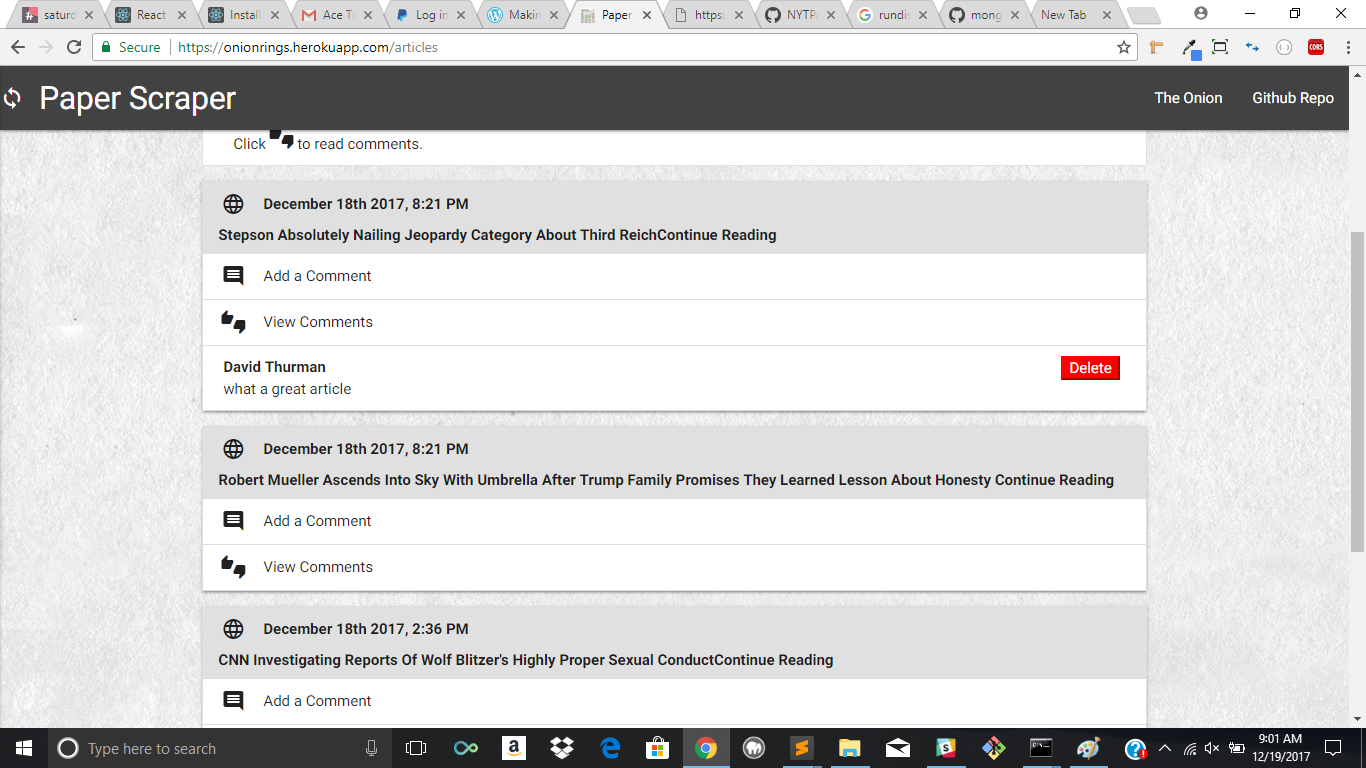 saturd
React
Install
Ace Ti
Log in
Makin
Paper
https:
NYTP
rundis
mong
New Tab
Secure
https://onionrings.herokuapp.com/articles
CORS
Paper Scraper
The Onion
Github Repo
Click to read comments.
December 18th 2017, 8:21 PM
Stepson Absolutely Nailing Jeopardy Category About Third ReichContinue Reading
Add a Comment
View Comments
David Thurman
Delete
what a great article
December 18th 2017, 8:21 PM
Robert Mueller Ascends Into Sky With Umbrella After Trump Family Promises They Learned Lesson About Honesty Continue Reading
Add a Comment
View Comments
December 18th 2017, 2:36 PM
CNN Investigating Reports Of Wolf Blitzer's Highly Proper Sexual ConductContinue Reading
Add a Comment
Type here to search
9:01 AM
12/19/2017